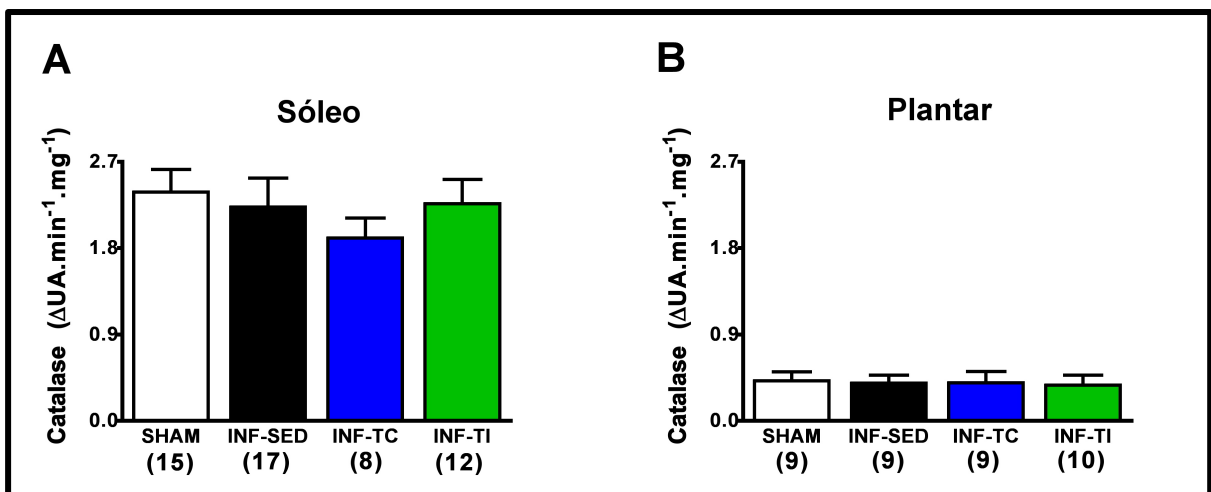 A
Sóleo
Catalase (ΔUA.min⁻¹.mg⁻¹)
2.7
1.8
0.9
0.0
SHAM INF-SED INF-TC INF-TI
(15) (17) (8) (12)
B
Plantar
Catalase (ΔUA.min⁻¹.mg⁻¹)
2.7
1.8
0.9
0.0
SHAM INF-SED INF-TC INF-TI
(9) (9) (9) (10)